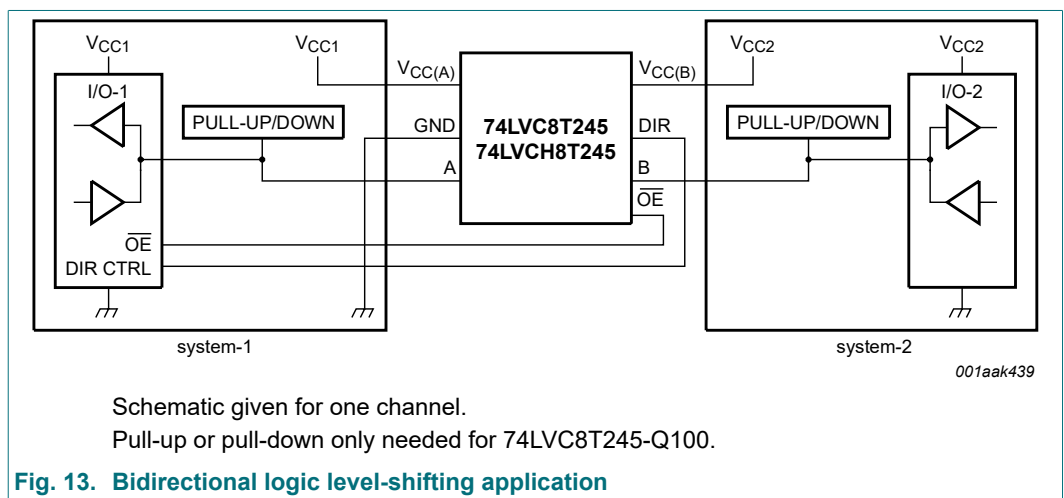 VCC1
VCC1
VCC2
VCC2
VCC(A)
VCC(B)
I/O-1
I/O-2
PULL-UP/DOWN
GND
74LVC8T245
DIR
PULL-UP/DOWN
74LVCH8T245
A
B
OE
OE
DIR CTRL
system-1
system-2
001aak439
Schematic given for one channel.
Pull-up or pull-down only needed for 74LVC8T245-Q100.
Fig. 13. Bidirectional logic level-shifting application